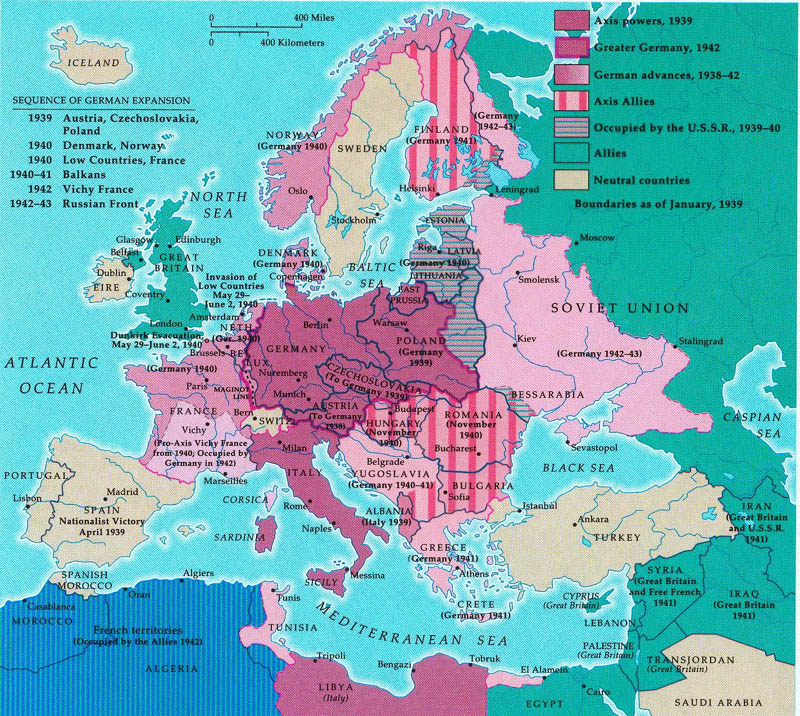 400 Miles
0
0
400 Kilometers
ICELAND
SEQUENCE OF GERMAN EXPANSION
1939 Austria, Czechoslovakia,
Poland
1940 Denmark, Norway
1940 Low Countries, France
1940–41 Balkans
1942 Vichy France
1942–43 Russian Front
Axis powers, 1939
Greater Germany, 1942
German advances, 1938–42
Axis Allies
Occupied by the U.S.S.R., 1939–40
Allies
Neutral countries
Boundaries as of January, 1939
NORWAY
(Germany 1940)
SWEDEN
FINLAND
(Germany 1941)
(Germany
1942–43)
Oslo
Stockholm
Helsinki
Leningrad
NORTH
SEA
ESTONIA
Riga
LATVIA
(Germany 1940)
LITHUANIA
Moscow
Smolensk
Glasgow
Edinburgh
Belfast
GREAT
BRITAIN
Dublin
EIRE
Coventry
London
DENMARK
(Germany 1940)
Copenhagen
BALTIC
SEA
EAST
PRUSSIA
Invasion of
Low Countries
May 29–
June 2, 1940
Amsterdam
Dunkirk Evacuation
May 29–June 2, 1940
NETH.
(Ger. 1940)
Brussels
BEL.
LUX.
(Germany 1940)
Berlin
Warsaw
POLAND
(Germany
1939)
GERMANY
Nuremberg
Munich
CZECHOSLOVAKIA
(To Germany 1939)
AUSTRIA
(To Germany
1938)
SOVIET UNION
Kiev
(Germany 1942–43)
Stalingrad
ATLANTIC
OCEAN
Paris
MAGINOT
LINE
FRANCE
Vichy
(Pro-Axis Vichy France
from 1940; Occupied by
Germany in 1942)
Bern
SWITZ.
Milan
Marseilles
Budapest
HUNGARY
(November
1940)
ROMANIA
(November
1940)
Bucharest
BESSARABIA
Sevastopol
CASPIAN
SEA
BLACK SEA
Belgrade
YUGOSLAVIA
(Germany 1940–41)
BULGARIA
Sofia
PORTUGAL
Lisbon
Madrid
SPAIN
Nationalist Victory
April 1939
CORSICA
ITALY
Rome
SARDINIA
Naples
ALBANIA
(Italy 1939)
Istanbul
Ankara
TURKEY
IRAN
(Great Britain
and U.S.S.R.
1941)
GREECE
(Germany 1941)
Athens
SICILY
Messina
SPANISH
MOROCCO
Casablanca
MOROCCO
Oran
Algiers
French territories
(Occupied by the Allies 1942)
ALGERIA
Tunis
TUNISIA
MEDITERRANEAN SEA
CRETE
(Germany 1941)
CYPRUS
(Great Britain)
SYRIA
(Great Britain
and Free French
1941)
IRAQ
(Great Britain
1941)
LEBANON
PALESTINE
(Great Britain)
TRANSJORDAN
(Great Britain)
Tripoli
Bengazi
Tobruk
El Alamein
Cairo
LIBYA
(Italy)
EGYPT
SAUDI ARABIA